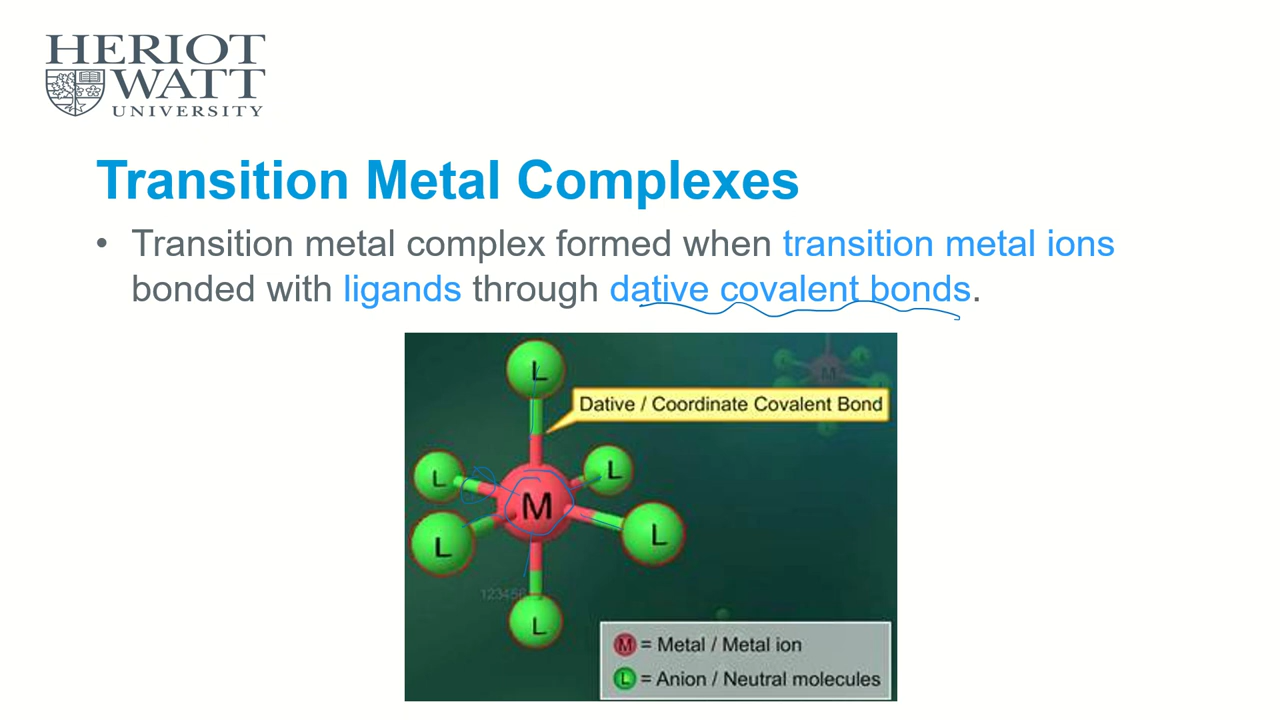 HERIOT
WATT
UNIVERSITY
Transition Metal Complexes
• Transition metal complex formed when transition metal ions
bonded with ligands through dative covalent bonds.
L
Dative / Coordinate Covalent Bond
M
L
L
M
L
L
L
M = Metal / Metal ion
L = Anion / Neutral molecules